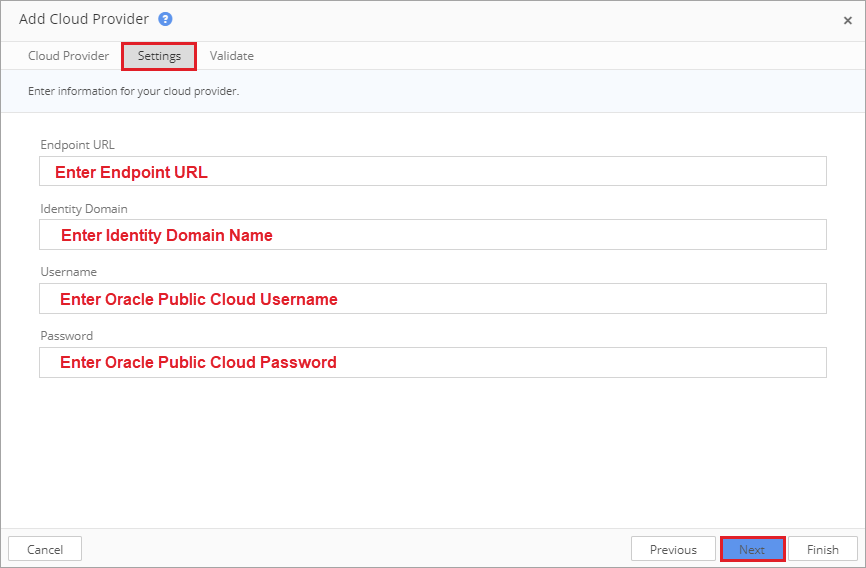 Add Cloud Provider ?
×
Cloud Provider Settings Validate
Enter information for your cloud provider.
Endpoint URL
Enter Endpoint URL
Identity Domain
Enter Identity Domain Name
Username
Enter Oracle Public Cloud Username
Password
Enter Oracle Public Cloud Password
Cancel Previous Next Finish